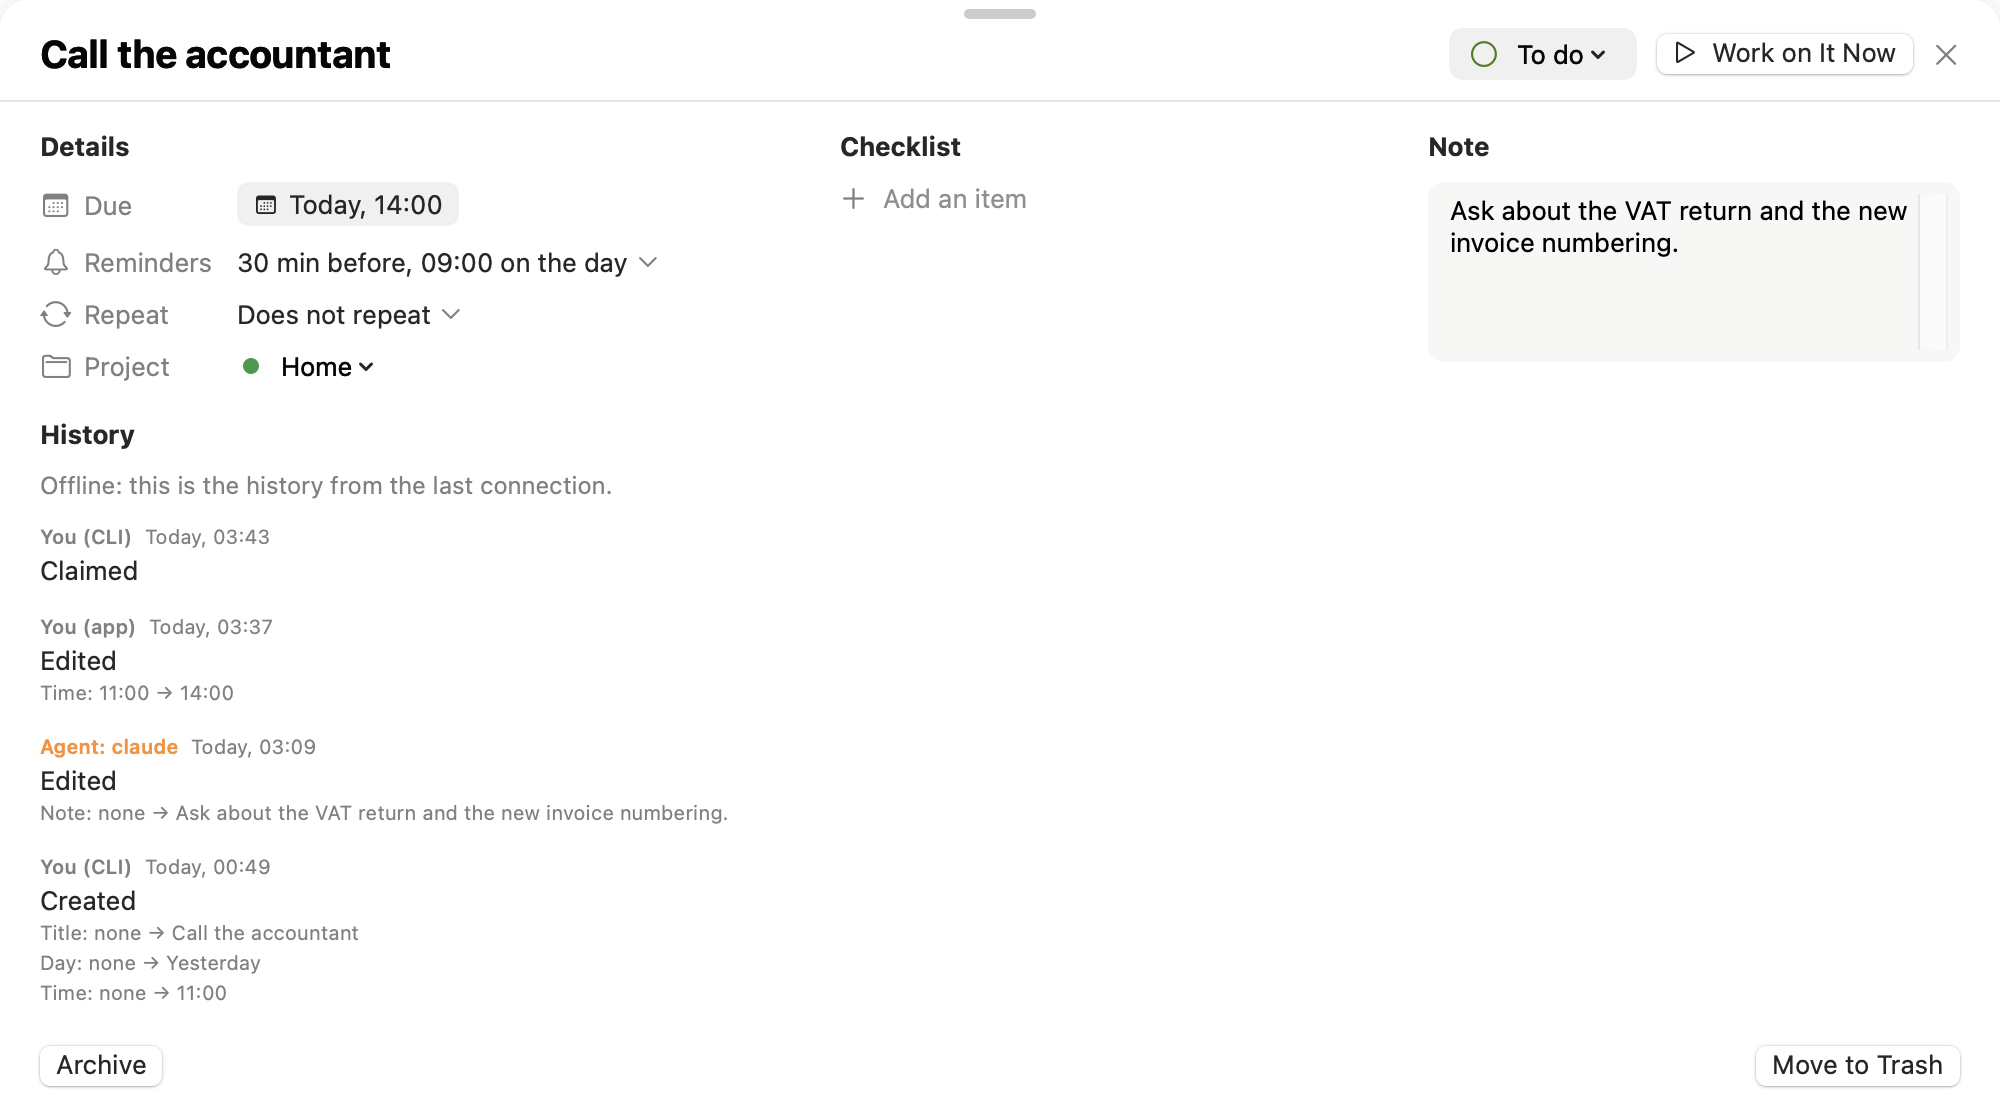 Call the accountant
To do
Work on It Now
Details
Due
Today, 14:00
Reminders
30 min before, 09:00 on the day
Repeat
Does not repeat
Project
Home
History
Offline: this is the history from the last connection.
You (CLI) Today, 03:43
Claimed
You (app) Today, 03:37
Edited
Time: 11:00 → 14:00
Agent: claude Today, 03:09
Edited
Note: none → Ask about the VAT return and the new invoice numbering.
You (CLI) Today, 00:49
Created
Title: none → Call the accountant
Day: none → Yesterday
Time: none → 11:00
Checklist
Add an item
Note
Ask about the VAT return and the new
invoice numbering.
Archive
Move to Trash